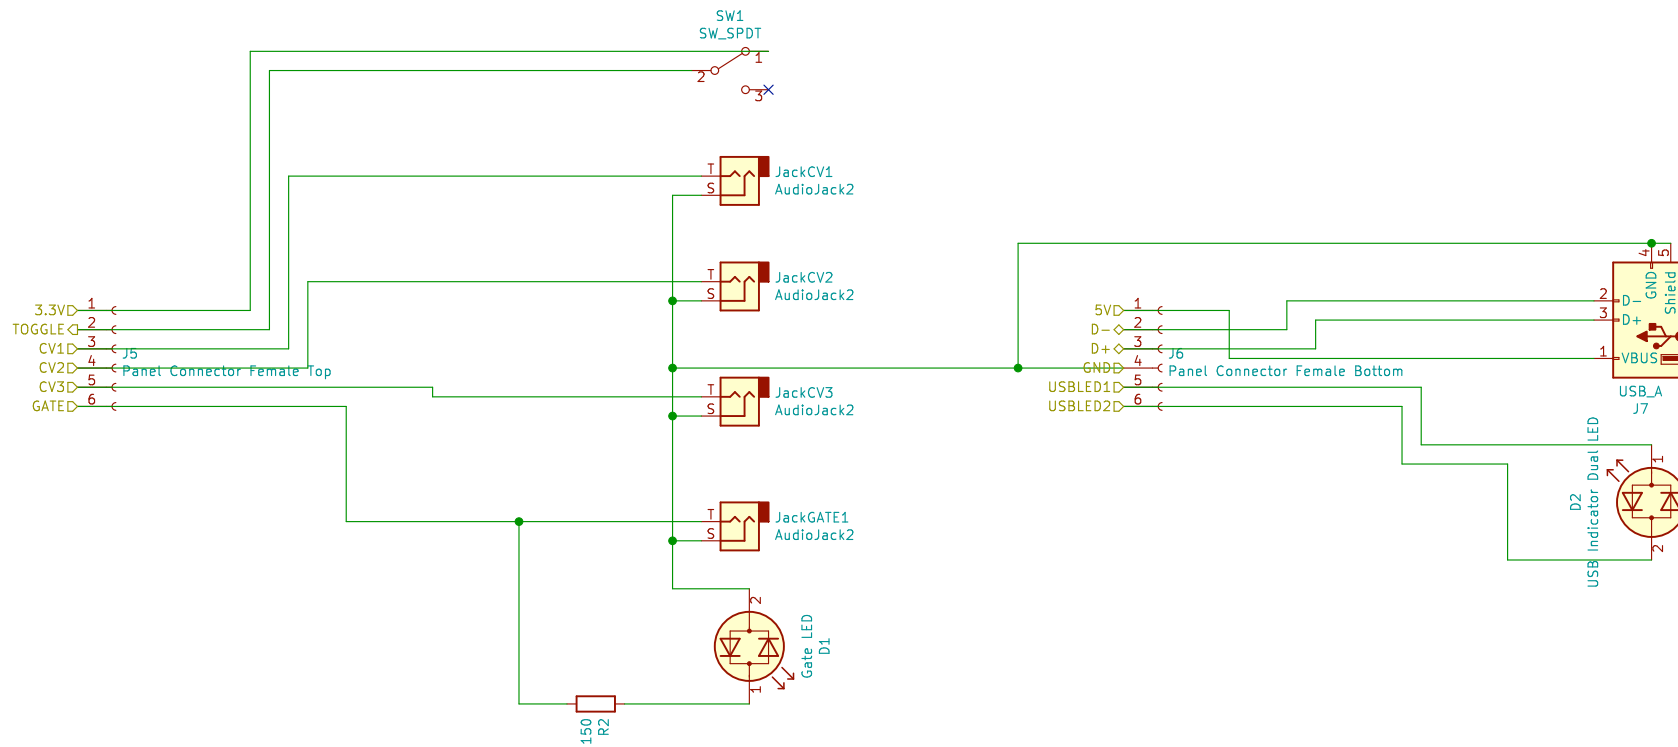 SW1
SW_SPDT
1
2
3
T
S
JackCV1
AudioJack2
T
S
JackCV2
AudioJack2
3.3V 1
TOGGLE 2
CV1 3
CV2 4
CV3 5
GATE 6
J5
Panel Connector Female Top
T
S
JackCV3
AudioJack2
T
S
JackGATE1
AudioJack2
2
1
Gate LED
D1
150
R2
5V 1
D- 2
D+ 3
GND 4
USBLED1 5
USBLED2 6
J6
Panel Connector Female Bottom
4
5
GND
Shield
2 D-
3 D+
1 VBUS
USB_A
J7
D2
USB Indicator Dual LED
1
2